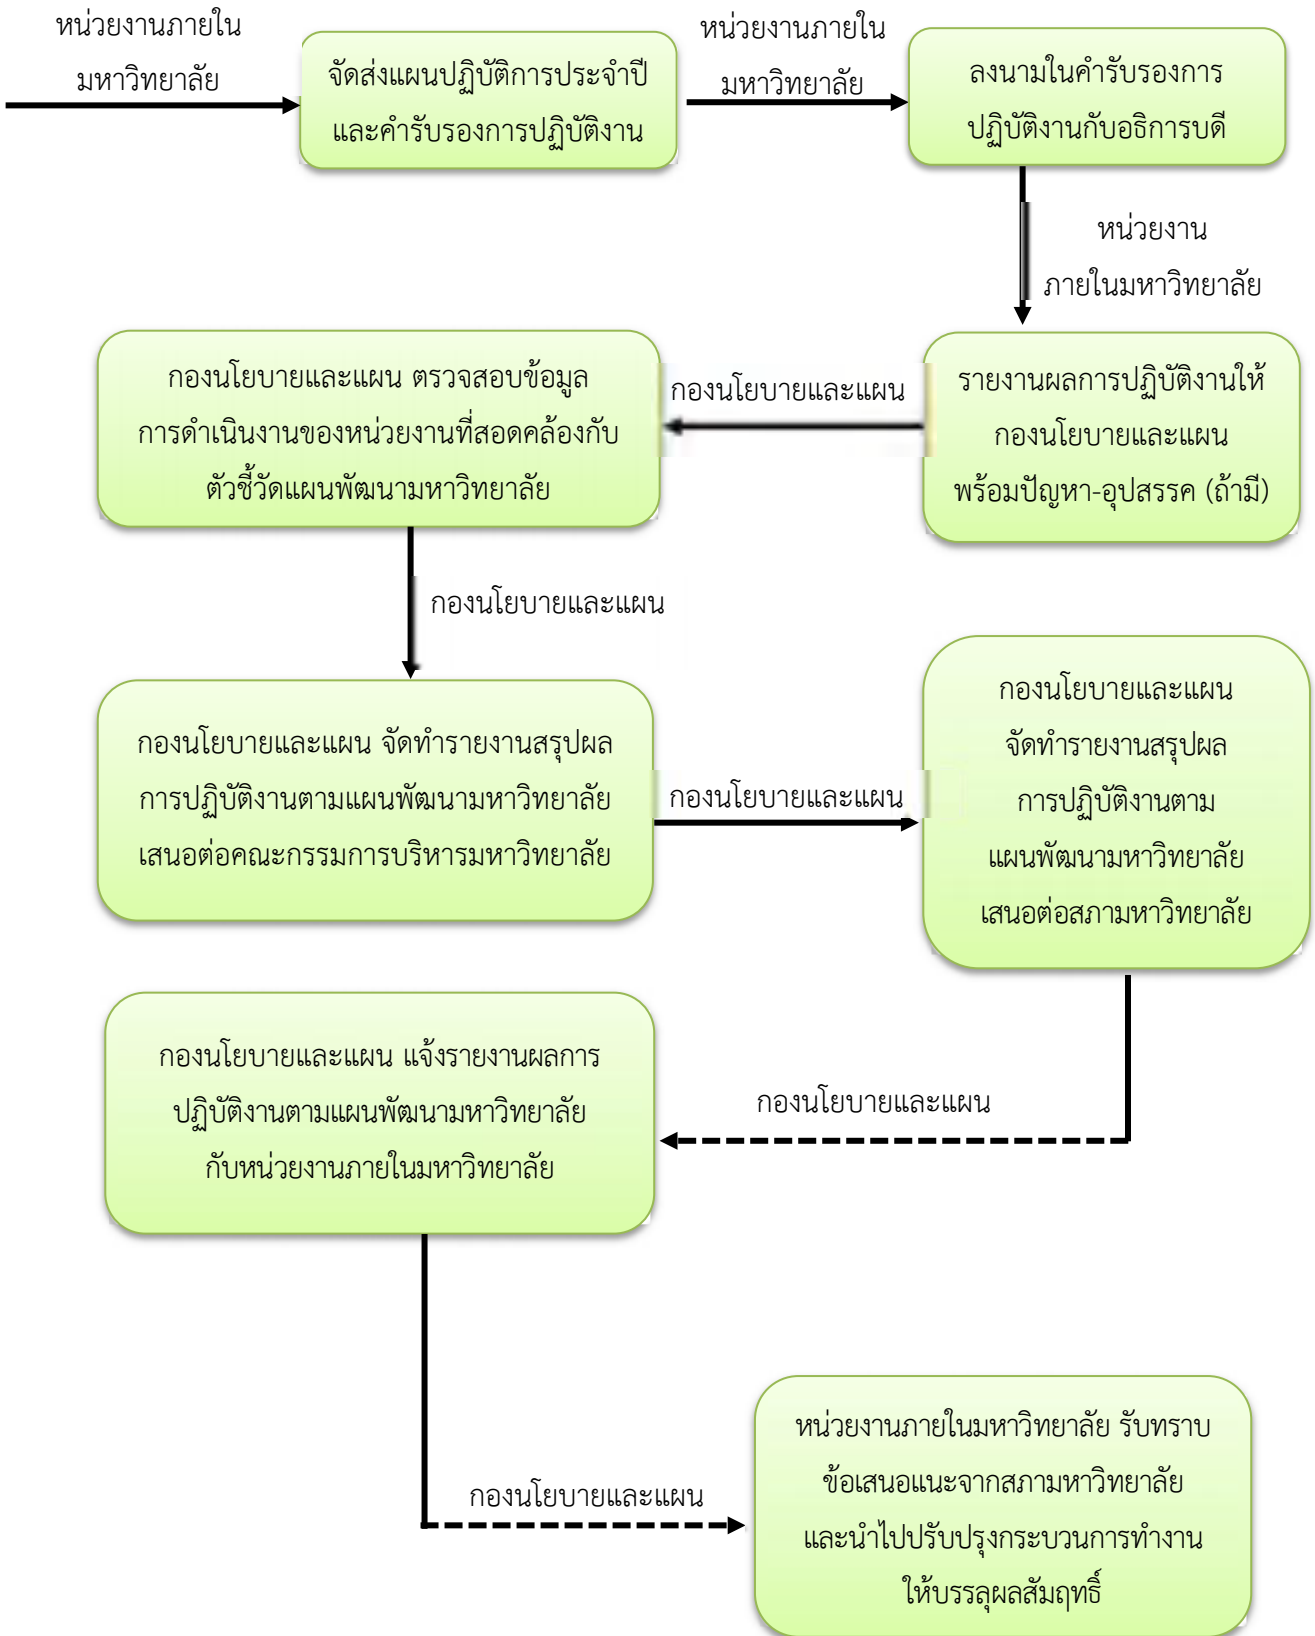 หน่วยงานภายใน
มหาวิทยาลัย
จัดส่งแผนปฏิบัติการประจำปี
และคำรับรองการปฏิบัติงาน
หน่วยงานภายใน
มหาวิทยาลัย
ลงนามในคำรับรองการ
ปฏิบัติงานกับอธิการบดี
หน่วยงาน
ภายในมหาวิทยาลัย
รายงานผลการปฏิบัติงานให้
กองนโยบายและแผน
พร้อมปัญหา-อุปสรรค (ถ้ามี)
กองนโยบายและแผน
กองนโยบายและแผน ตรวจสอบข้อมูล
การดำเนินงานของหน่วยงานที่สอดคล้องกับ
ตัวชี้วัดแผนพัฒนามหาวิทยาลัย
กองนโยบายและแผน
กองนโยบายและแผน จัดทำรายงานสรุปผล
การปฏิบัติงานตามแผนพัฒนามหาวิทยาลัย
เสนอต่อคณะกรรมการบริหารมหาวิทยาลัย
กองนโยบายและแผน
กองนโยบายและแผน
จัดทำรายงานสรุปผล
การปฏิบัติงานตาม
แผนพัฒนามหาวิทยาลัย
เสนอต่อสภามหาวิทยาลัย
กองนโยบายและแผน
กองนโยบายและแผน แจ้งรายงานผลการ
ปฏิบัติงานตามแผนพัฒนามหาวิทยาลัย
กับหน่วยงานภายในมหาวิทยาลัย
กองนโยบายและแผน
หน่วยงานภายในมหาวิทยาลัย รับทราบ
ข้อเสนอแนะจากสภามหาวิทยาลัย
และนำไปปรับปรุงกระบวนการทำงาน
ให้บรรลุผลสัมฤทธิ์